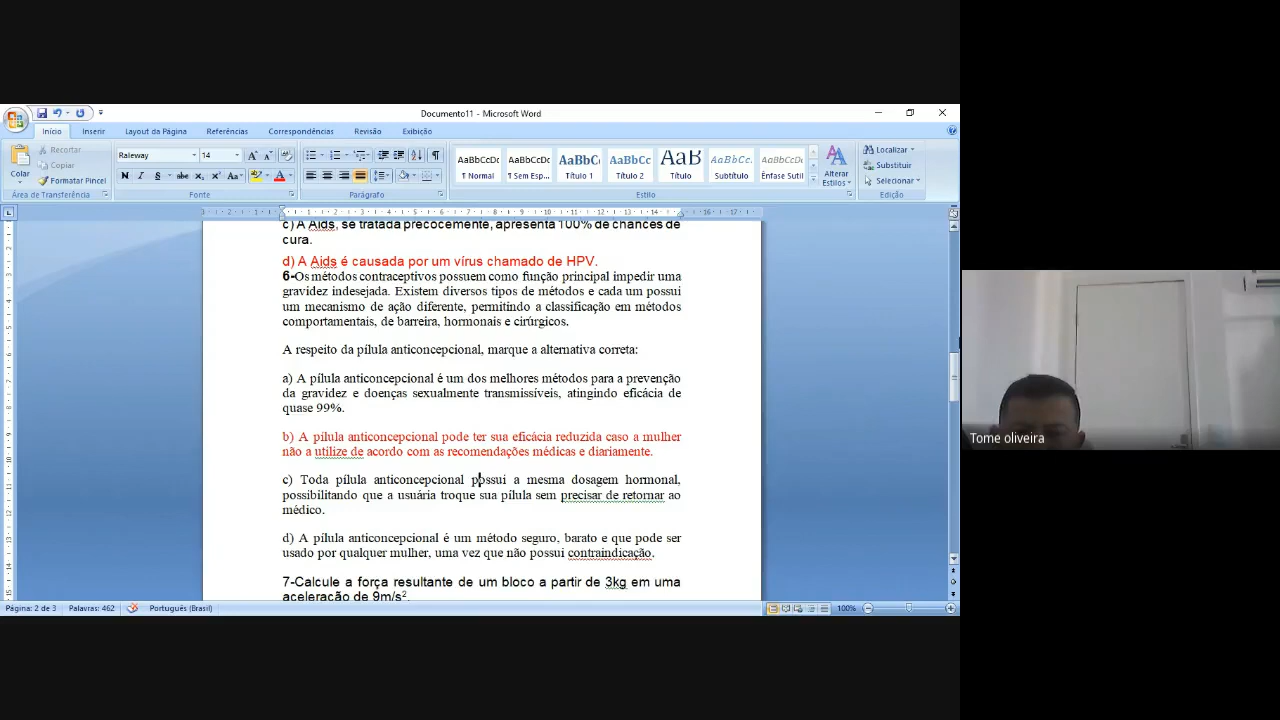 Documento11 - Microsoft Word
Início Inserir Layout da Página Referências Correspondências Revisão Exibição
Recortar
Copiar
Formatar Pincel
Colar
Área de Transferência
Raleway 14
N I S abc x₂ x² Aa
Fonte
Parágrafo
AaBbCcDc AaBbCcDc AaBbC AaBbCc AaB AaBbCc. AaBbCcDc
¶ Normal ¶ Sem Esp... Título 1 Título 2 Título Subtítulo Ênfase Sutil
Alterar
Estilos
Estilo
Localizar
Substituir
Selecionar
Edição
c) A Aids, se tratada precocemente, apresenta 100% de chances de
cura.
d) A Aids é causada por um vírus chamado de HPV.
6-Os métodos contraceptivos possuem como função principal impedir uma
gravidez indesejada. Existem diversos tipos de métodos e cada um possui
um mecanismo de ação diferente, permitindo a classificação em métodos
comportamentais, de barreira, hormonais e cirúrgicos.
A respeito da pílula anticoncepcional, marque a alternativa correta:
a) A pílula anticoncepcional é um dos melhores métodos para a prevenção
da gravidez e doenças sexualmente transmissíveis, atingindo eficácia de
quase 99%.
b) A pílula anticoncepcional pode ter sua eficácia reduzida caso a mulher
não a utilize de acordo com as recomendações médicas e diariamente.
c) Toda pílula anticoncepcional possui a mesma dosagem hormonal,
possibilitando que a usuária troque sua pílula sem precisar de retornar ao
médico.
d) A pílula anticoncepcional é um método seguro, barato e que pode ser
usado por qualquer mulher, uma vez que não possui contraindicação.
7-Calcule a força resultante de um bloco a partir de 3kg em uma
aceleração de 9m/s².
Página: 2 de 3 Palavras: 462 Português (Brasil) 100%
Tome oliveira